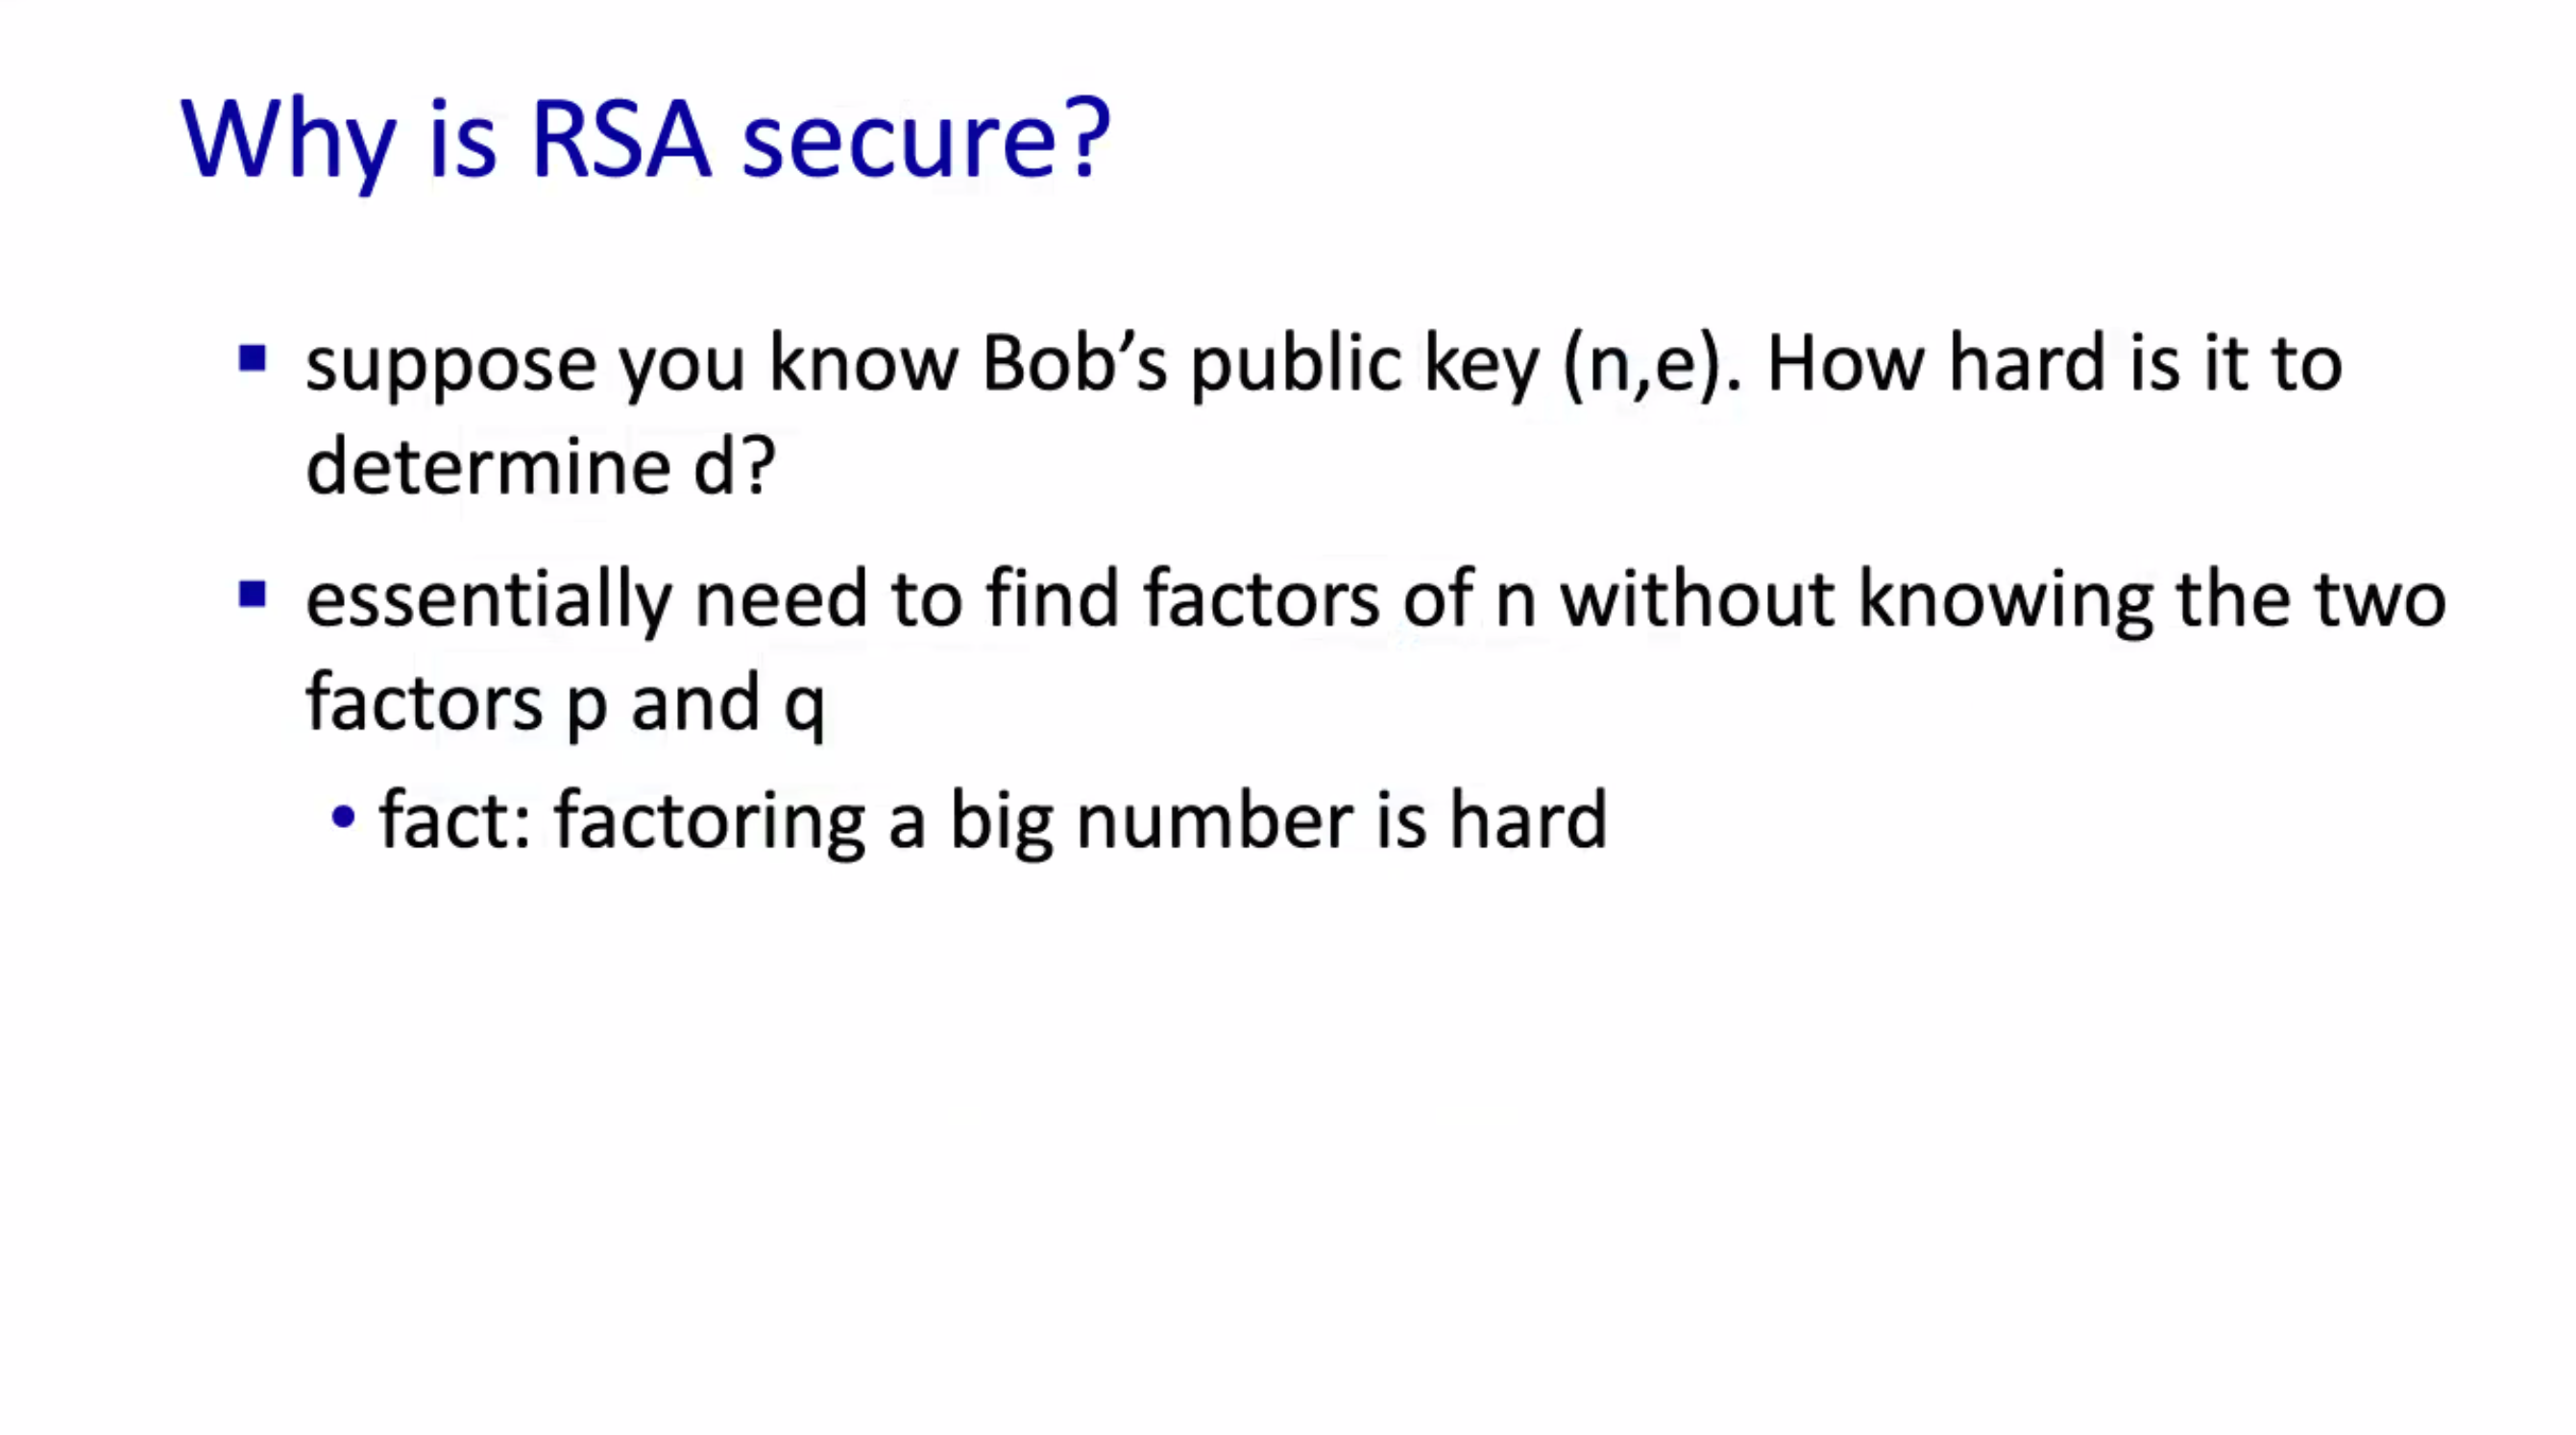 Why is RSA secure?
▪ suppose you know Bob’s public key (n,e). How hard is it to
determine d?
▪ essentially need to find factors of n without knowing the two
factors p and q
• fact: factoring a big number is hard